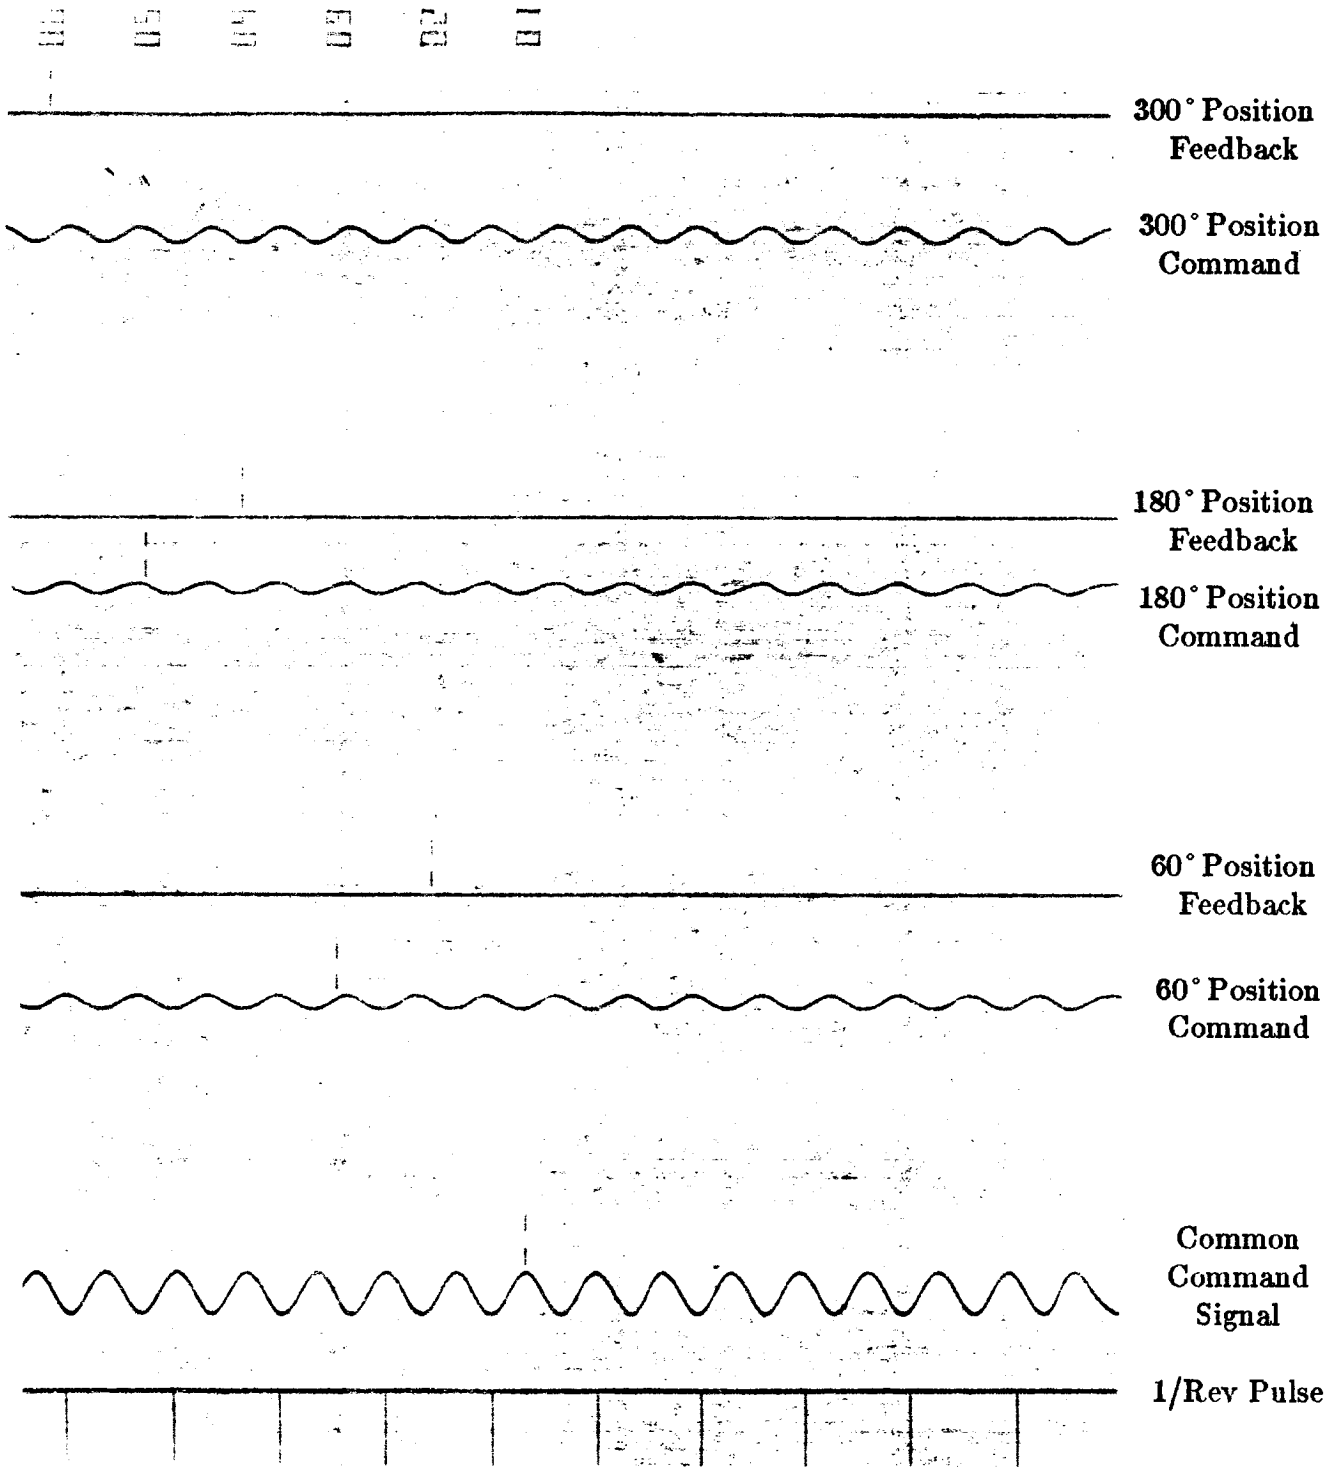 300° Position
Feedback
300° Position
Command
180° Position
Feedback
180° Position
Command
60° Position
Feedback
60° Position
Command
Common
Command
Signal
1/Rev Pulse